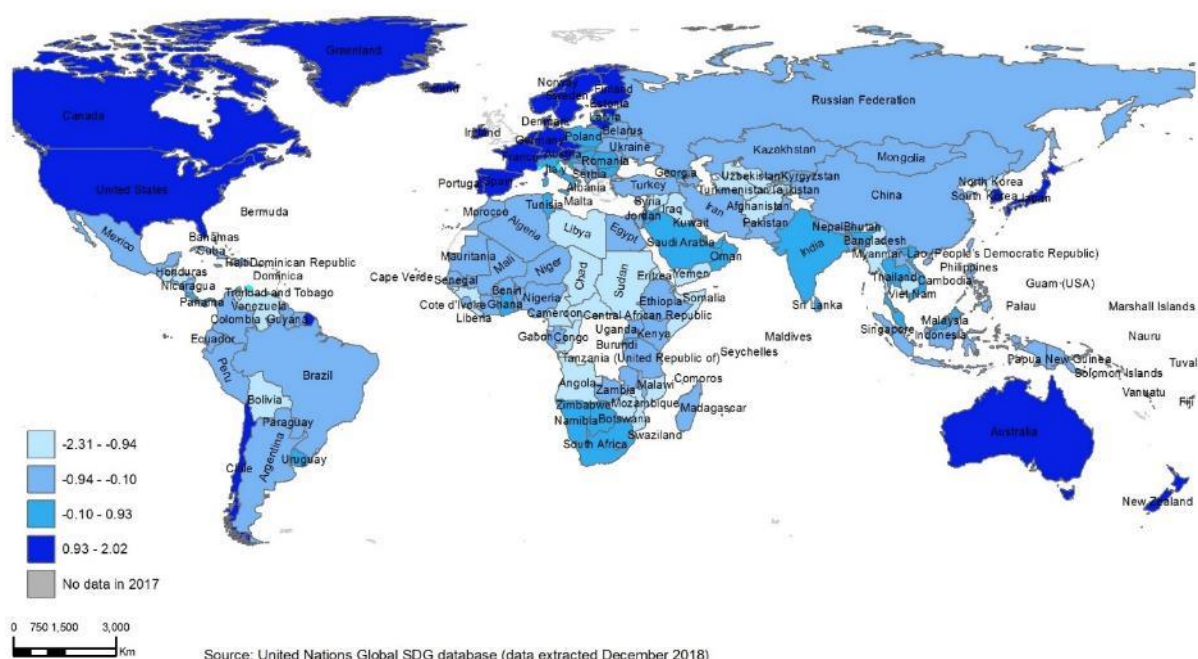 Greenland
Iceland
Norway
Finland
Sweden
Estonia
Latvia
Russian Federation
Canada
Ireland
Denmark
Germany
Poland
Belarus
Ukraine
France
Austria
Romania
Kazakhstan
Mongolia
United States
Portugal
Spain
Italy
Serbia
Albania
Georgia
Uzbekistan
Kyrgyzstan
Turkey
Turkmenistan
Tajikistan
China
North Korea
South Korea
Japan
Bermuda
Malta
Tunisia
Syria
Iraq
Afghanistan
Morocco
Jordan
Kuwait
Iran
Pakistan
Nepal
Bhutan
Mexico
Bahamas
Cuba
Algeria
Libya
Egypt
Saudi Arabia
India
Bangladesh
Oman
Myanmar
Lao (People's Democratic Republic)
Haiti
Dominican Republic
Honduras
Dominica
Cape Verde
Mauritania
Mali
Niger
Chad
Sudan
Eritrea
Yemen
Thailand
Cambodia
Philippines
Guam (USA)
Nicaragua
Senegal
Panama
Trinidad and Tobago
Venezuela
Benin
Viet Nam
Cote d'Ivoire
Ghana
Nigeria
Ethiopia
Somalia
Sri Lanka
Palau
Marshall Islands
Colombia
Guyana
Liberia
Cameroon
Central African Republic
Maldives
Singapore
Malaysia
Ecuador
Gabon
Congo
Uganda
Kenya
Burundi
Indonesia
Nauru
Tanzania (United Republic of)
Seychelles
Papua New Guinea
Solomon Islands
Tuval
Peru
Brazil
Angola
Zambia
Malawi
Comoros
Vanuatu
Fiji
Bolivia
Zimbabwe
Mozambique
Madagascar
Paraguay
Namibia
Botswana
Swaziland
Australia
Chile
Argentina
Uruguay
South Africa
New Zealand
-2.31 - -0.94
-0.94 - -0.10
-0.10 - 0.93
0.93 - 2.02
No data in 2017
0 750 1,500 3,000
Km
Source: United Nations Global SDG database (data extracted December 2018)